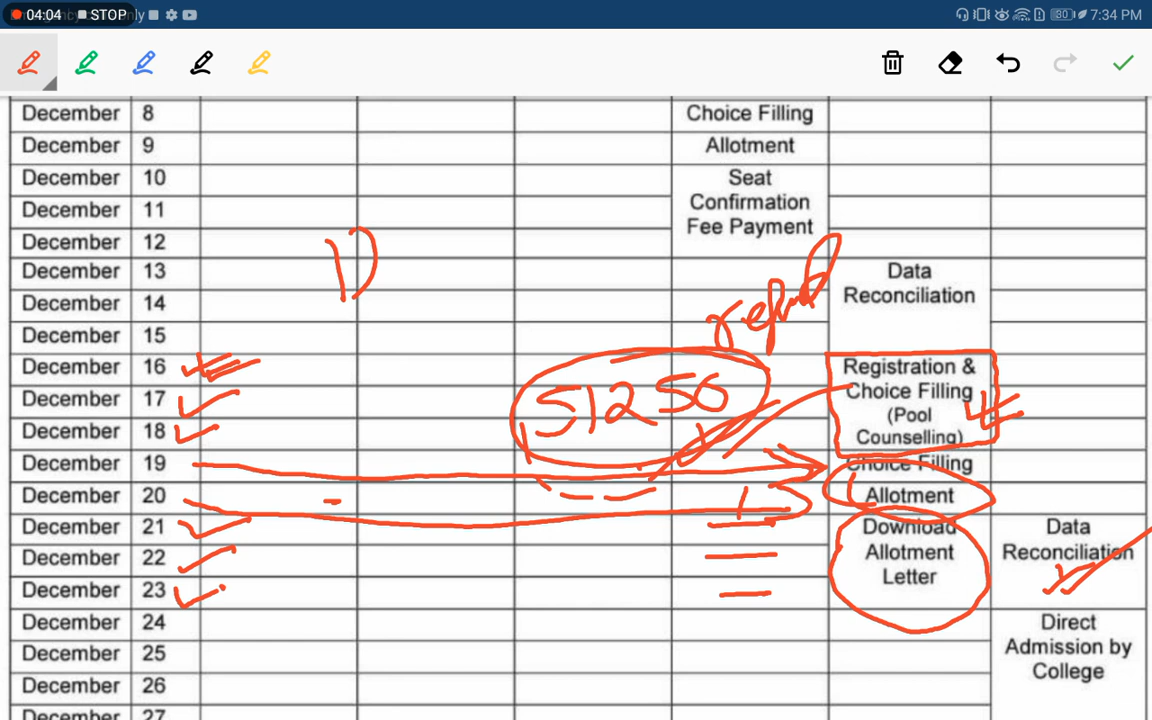 04:04 STOP 80 7:34 PM
December 8 Choice Filling
December 9 Allotment
December 10 Seat
December 11 Confirmation
December 12 Fee Payment
December 13 Data
December 14 Reconciliation
December 15
refund
December 16 Registration &
December 17 Choice Filling
51250
(Pool
December 18 Counselling)
December 19 Choice Filling
December 20 Allotment
December 21 Download Data
December 22 Allotment Reconciliation
December 23 Letter
December 24 Direct
December 25 Admission by
December 26 College
December 27